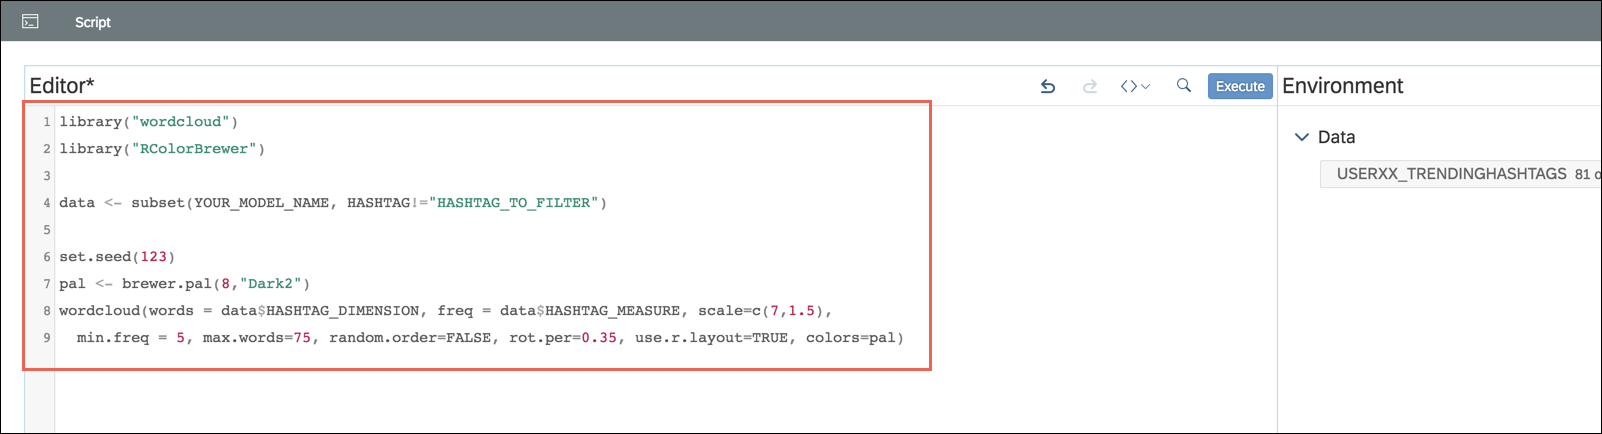 Script
Editor*
Execute
Environment
1 library("wordcloud")
2 library("RColorBrewer")
3
4 data <- subset(YOUR_MODEL_NAME, HASHTAG!="HASHTAG_TO_FILTER")
5
6 set.seed(123)
7 pal <- brewer.pal(8,"Dark2")
8 wordcloud(words = data$HASHTAG_DIMENSION, freq = data$HASHTAG_MEASURE, scale=c(7,1.5),
9   min.freq = 5, max.words=75, random.order=FALSE, rot.per=0.35, use.r.layout=TRUE, colors=pal)
Data
USERXX_TRENDINGHASHTAGS 81 o